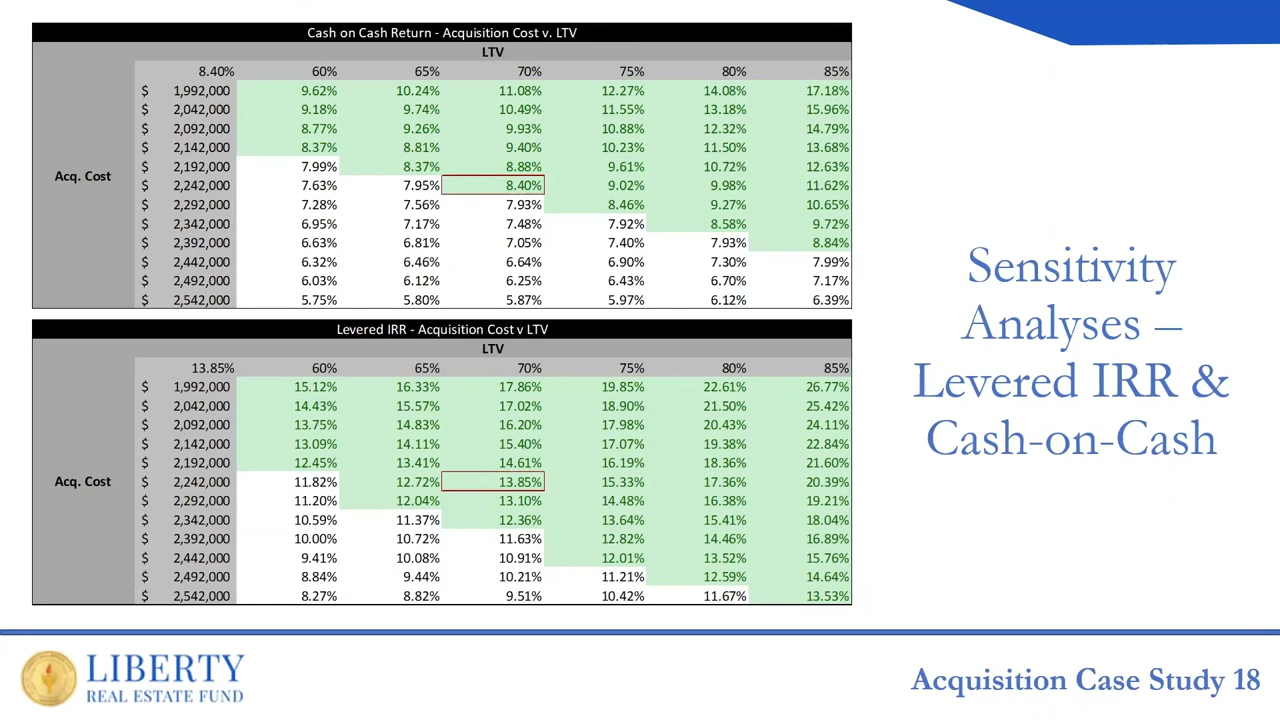 Cash on Cash Return - Acquisition Cost v. LTV
LTV
8.40% 60% 65% 70% 75% 80% 85%
$ 1,992,000 9.62% 10.24% 11.08% 12.27% 14.08% 17.18%
$ 2,042,000 9.18% 9.74% 10.49% 11.55% 13.18% 15.96%
$ 2,092,000 8.77% 9.26% 9.93% 10.88% 12.32% 14.79%
$ 2,142,000 8.37% 8.81% 9.40% 10.23% 11.50% 13.68%
$ 2,192,000 7.99% 8.37% 8.88% 9.61% 10.72% 12.63%
Acq. Cost
$ 2,242,000 7.63% 7.95% 8.40% 9.02% 9.98% 11.62%
$ 2,292,000 7.28% 7.56% 7.93% 8.46% 9.27% 10.65%
$ 2,342,000 6.95% 7.17% 7.48% 7.92% 8.58% 9.72%
$ 2,392,000 6.63% 6.81% 7.05% 7.40% 7.93% 8.84%
$ 2,442,000 6.32% 6.46% 6.64% 6.90% 7.30% 7.99%
$ 2,492,000 6.03% 6.12% 6.25% 6.43% 6.70% 7.17%
$ 2,542,000 5.75% 5.80% 5.87% 5.97% 6.12% 6.39%
Levered IRR - Acquisition Cost v LTV
LTV
13.85% 60% 65% 70% 75% 80% 85%
$ 1,992,000 15.12% 16.33% 17.86% 19.85% 22.61% 26.77%
$ 2,042,000 14.43% 15.57% 17.02% 18.90% 21.50% 25.42%
$ 2,092,000 13.75% 14.83% 16.20% 17.98% 20.43% 24.11%
$ 2,142,000 13.09% 14.11% 15.40% 17.07% 19.38% 22.84%
$ 2,192,000 12.45% 13.41% 14.61% 16.19% 18.36% 21.60%
Acq. Cost $ 2,242,000 11.82% 12.72% 13.85% 15.33% 17.36% 20.39%
$ 2,292,000 11.20% 12.04% 13.10% 14.48% 16.38% 19.21%
$ 2,342,000 10.59% 11.37% 12.36% 13.64% 15.41% 18.04%
$ 2,392,000 10.00% 10.72% 11.63% 12.82% 14.46% 16.89%
$ 2,442,000 9.41% 10.08% 10.91% 12.01% 13.52% 15.76%
$ 2,492,000 8.84% 9.44% 10.21% 11.21% 12.59% 14.64%
$ 2,542,000 8.27% 8.82% 9.51% 10.42% 11.67% 13.53%
Sensitivity
Analyses –
Levered IRR &
Cash-on-Cash
LIBERTY
REAL ESTATE FUND
Acquisition Case Study 18